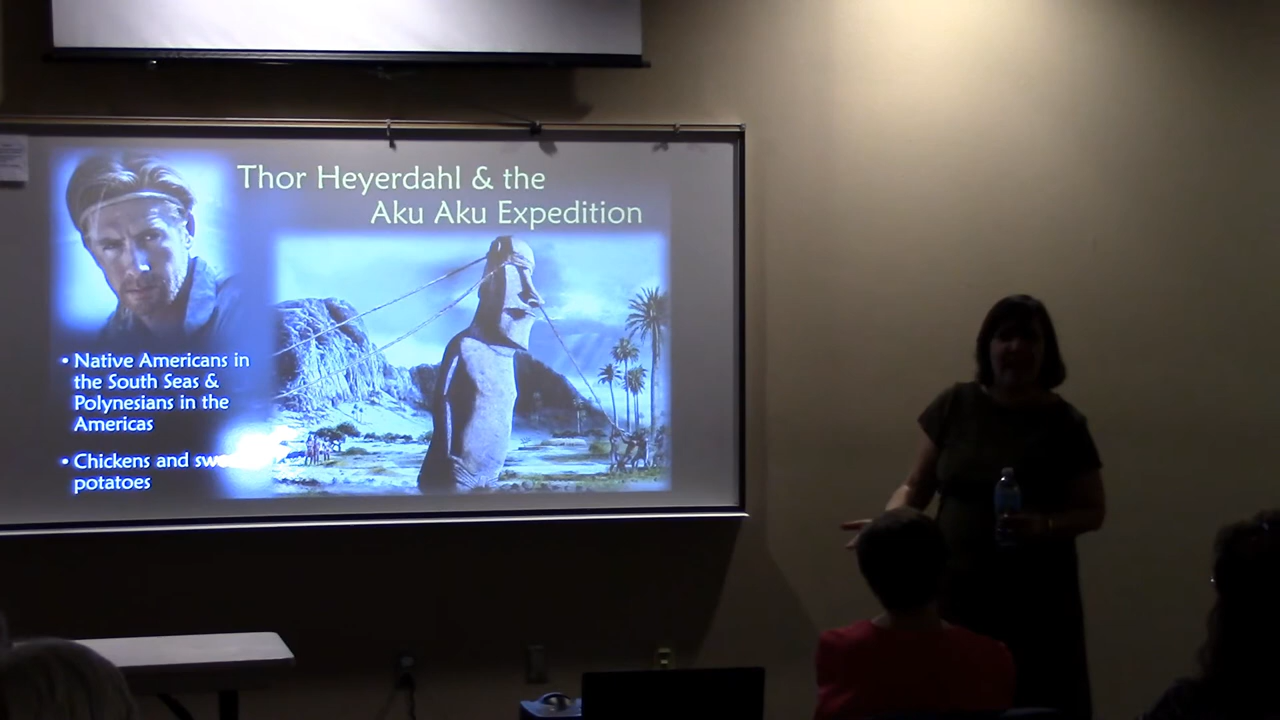 Thor Heyerdahl & the
Aku Aku Expedition
• Native Americans in
the South Seas &
Polynesians in the
Americas
• Chickens and
potatoes